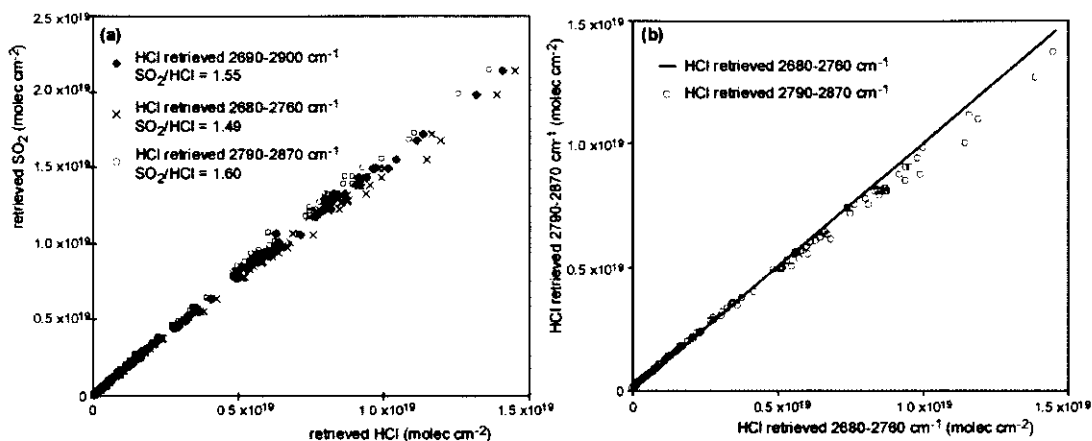 (a)
2.5 x10¹⁹
2.0 x10¹⁹
1.5 x10¹⁹
1.0 x10¹⁹
0.5 x10¹⁹
0
retrieved SO₂ (molec cm⁻²)
HCl retrieved 2690-2900 cm⁻¹
SO₂/HCl = 1.55
HCl retrieved 2680-2760 cm⁻¹
SO₂/HCl = 1.49
HCl retrieved 2790-2870 cm⁻¹
SO₂/HCl = 1.60
0
0 5 x10¹⁹
1 0 x10¹⁹
1.5 x10¹⁹
retrieved HCl (molec cm⁻²)
(b)
1.5 x10¹⁹
1.0 x10¹⁹
0.5 x10¹⁹
0
HCl retrieved 2790-2870 cm⁻¹ (molec cm⁻²)
HCl retrieved 2680-2760 cm⁻¹
HCl retrieved 2790-2870 cm⁻¹
0
0.5 x10¹⁹
1 0 x10¹⁹
1.5 x10¹⁹
HCl retrieved 2680-2760 cm⁻¹ (molec cm⁻²)